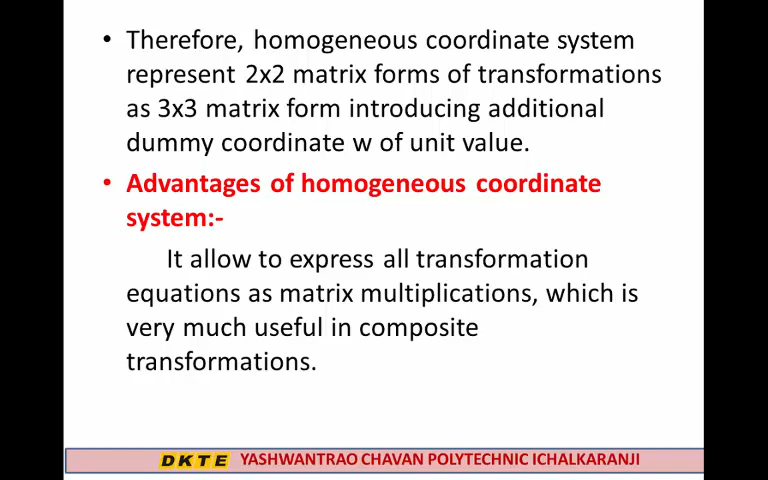 • Therefore, homogeneous coordinate system
represent 2x2 matrix forms of transformations
as 3x3 matrix form introducing additional
dummy coordinate w of unit value.
• Advantages of homogeneous coordinate
system:-
It allow to express all transformation
equations as matrix multiplications, which is
very much useful in composite
transformations.
DKTE YASHWANTRAO CHAVAN POLYTECHNIC ICHALKARANJI